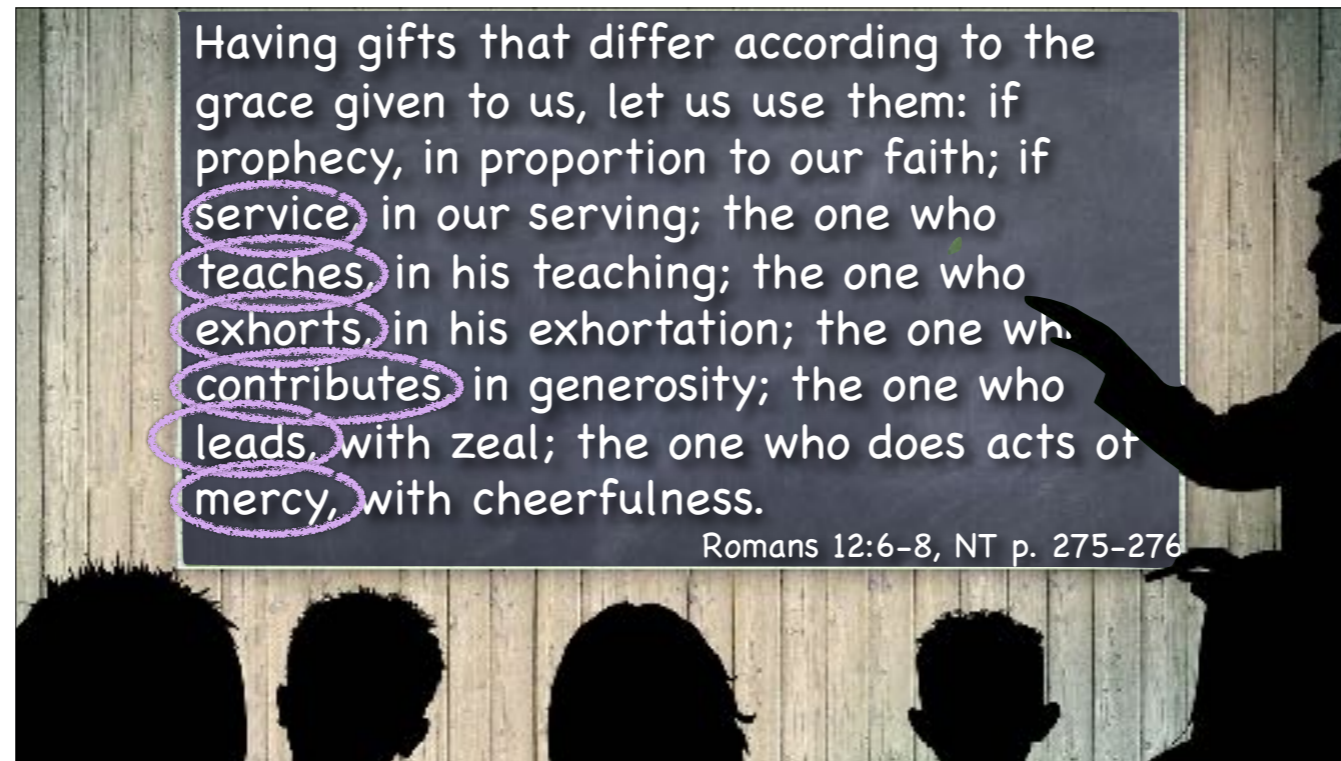 Having gifts that differ according to the
grace given to us, let us use them: if
prophecy, in proportion to our faith; if
service, in our serving; the one who
teaches, in his teaching; the one who
exhorts, in his exhortation; the one
contributes in generosity; the one who
leads, with zeal; the one who does acts of
mercy, with cheerfulness.
Romans 12:6-8, NT p. 275-276